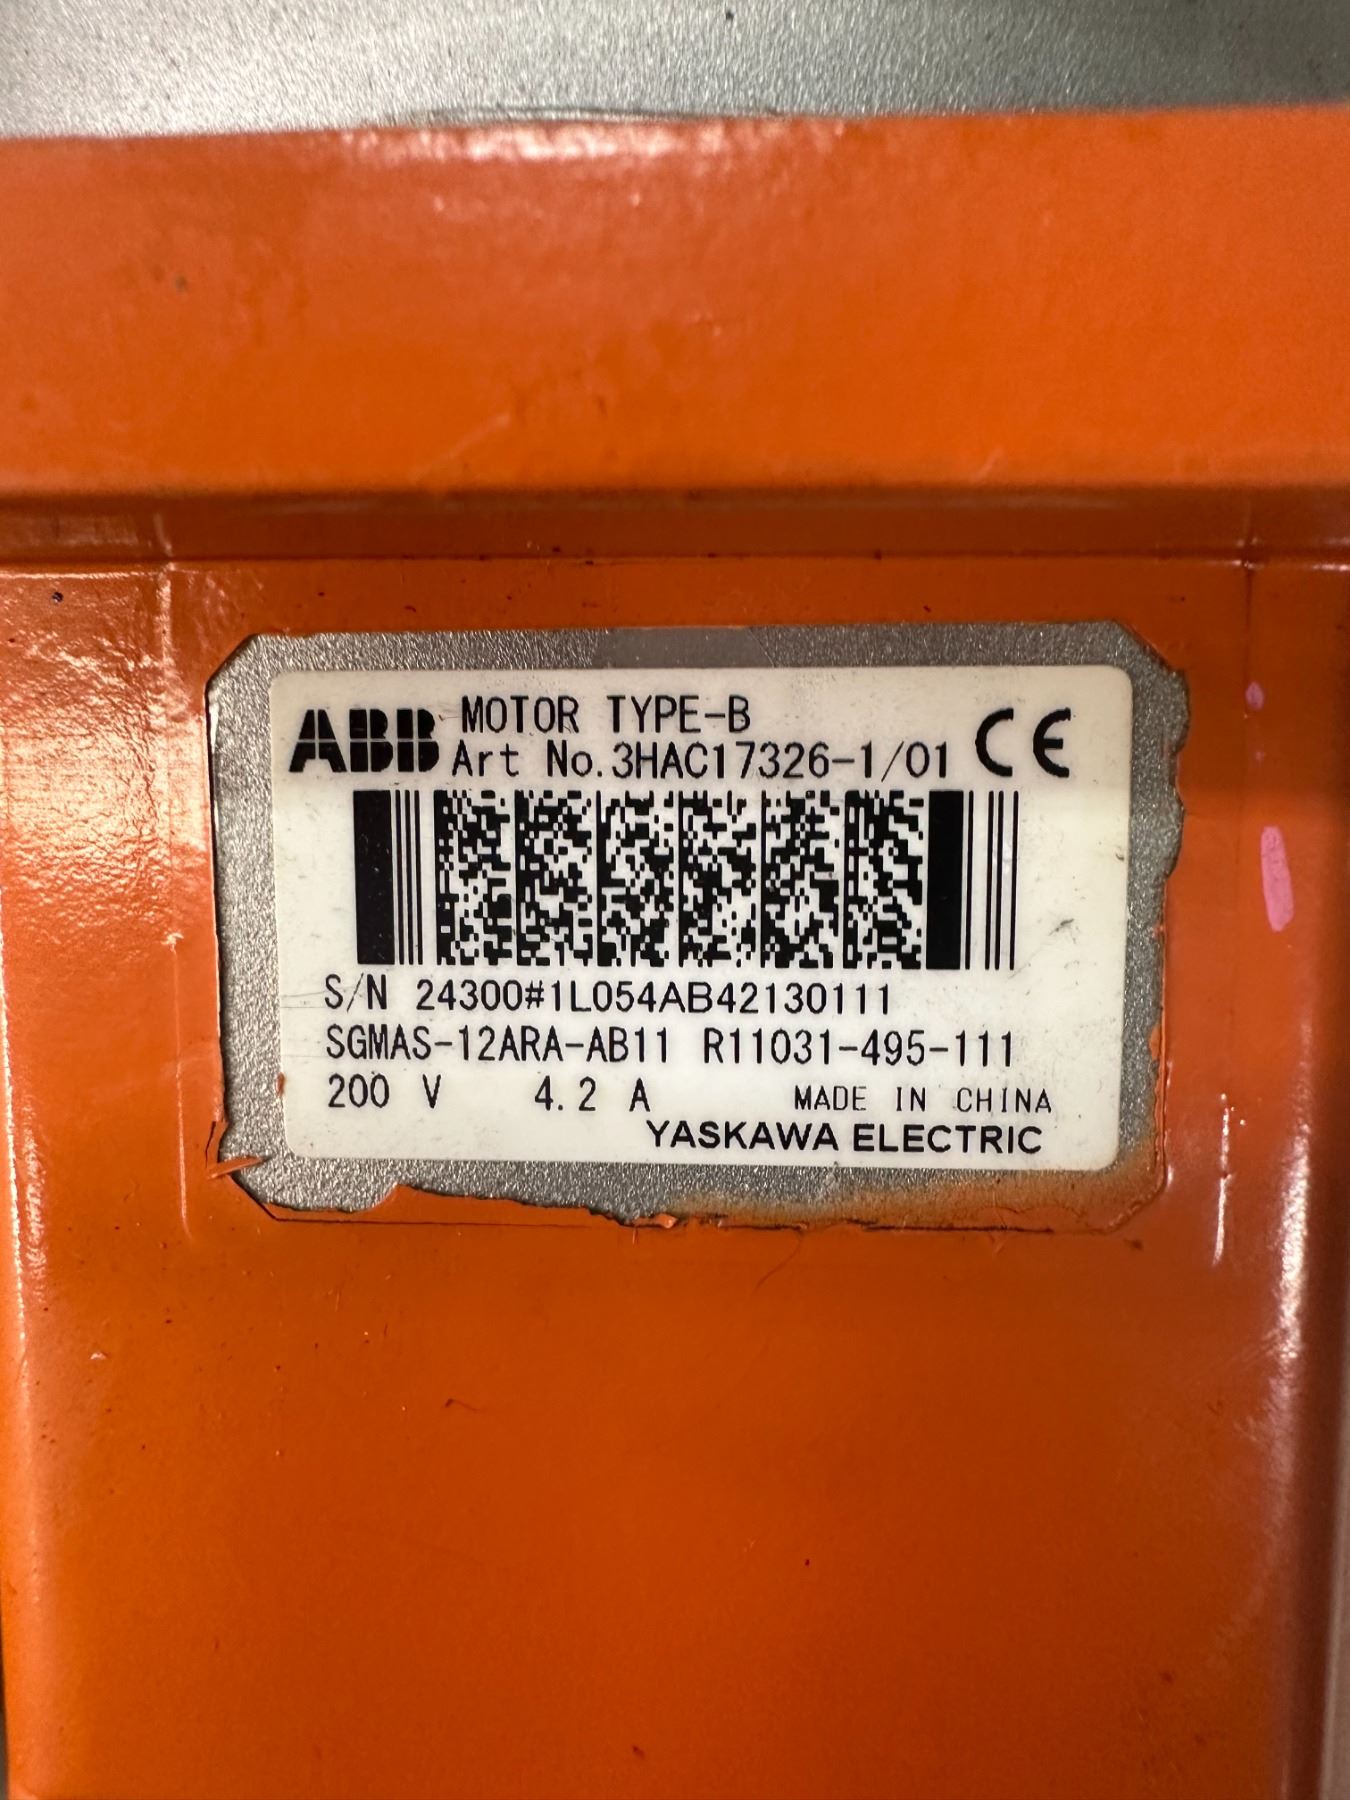 ABB MOTOR TYPE-B
Art No.3HAC17326-1/01 CE
S/N 24300#1L054AB42130111
SGMAS-12ARA-AB11 R11031-495-111
200 V 4.2 A MADE IN CHINA
YASKAWA ELECTRIC